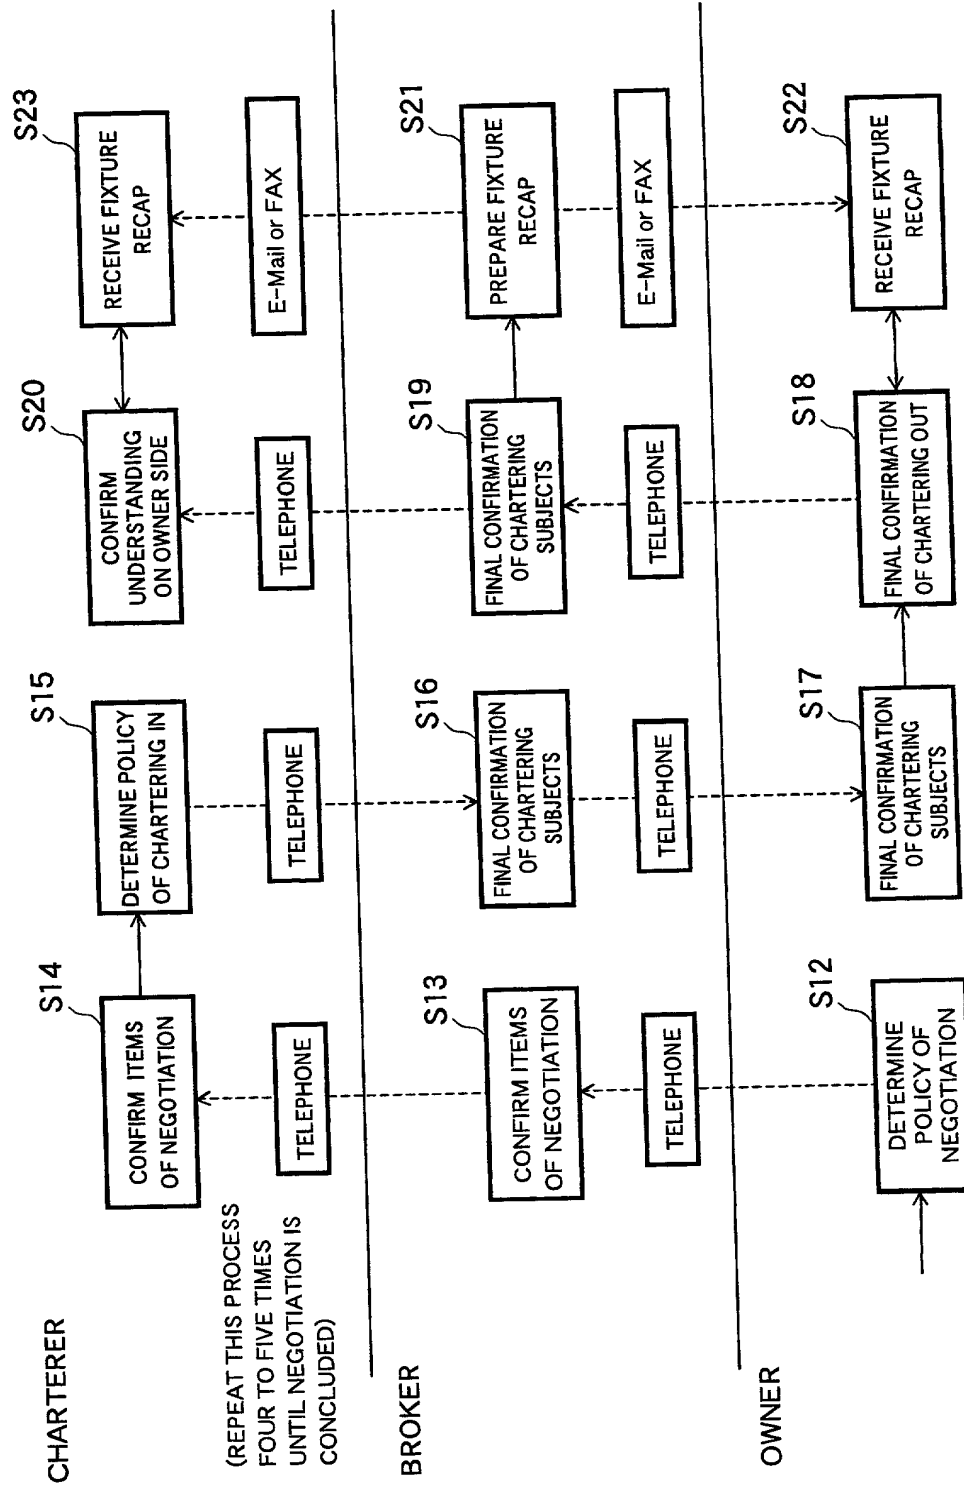 CHARTERER
(REPEAT THIS PROCESS
FOUR TO FIVE TIMES
UNTIL NEGOTIATION IS
CONCLUDED)
S14
CONFIRM ITEMS
OF NEGOTIATION
S15
DETERMINE POLICY
OF CHARTERING IN
S20
CONFIRM
UNDERSTANDING
ON OWNER SIDE
S23
RECEIVE FIXTURE
RECAP
TELEPHONE
TELEPHONE
TELEPHONE
E-Mail or FAX
BROKER
S13
CONFIRM ITEMS
OF NEGOTIATION
S16
FINAL CONFIRMATION
OF CHARTERING
SUBJECTS
S19
FINAL CONFIRMATION
OF CHARTERING
SUBJECTS
S21
PREPARE FIXTURE
RECAP
TELEPHONE
TELEPHONE
TELEPHONE
E-Mail or FAX
OWNER
S12
DETERMINE
POLICY OF
NEGOTIATION
S17
FINAL CONFIRMATION
OF CHARTERING
SUBJECTS
S18
FINAL CONFIRMATION
OF CHARTERING OUT
S22
RECEIVE FIXTURE
RECAP